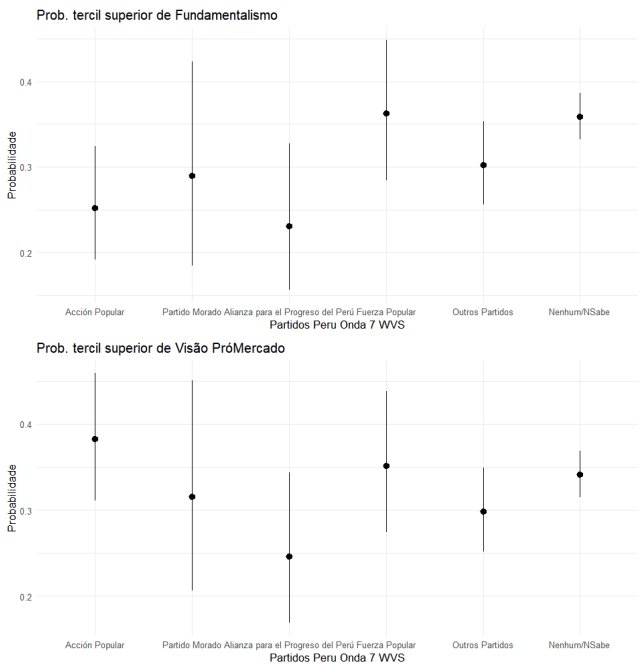 Prob. tercil superior de Fundamentalismo
Probabilidade
0.4
0.3
0.2
Acción Popular Partido Morado Alianza para el Progreso del Perú Fuerza Popular Outros Partidos Nenhum/NSabe
Partidos Peru Onda 7 WVS
Prob. tercil superior de Visão PróMercado
Probabilidade
0.4
0.3
0.2
Acción Popular Partido Morado Alianza para el Progreso del Perú Fuerza Popular Outros Partidos Nenhum/NSabe
Partidos Peru Onda 7 WVS